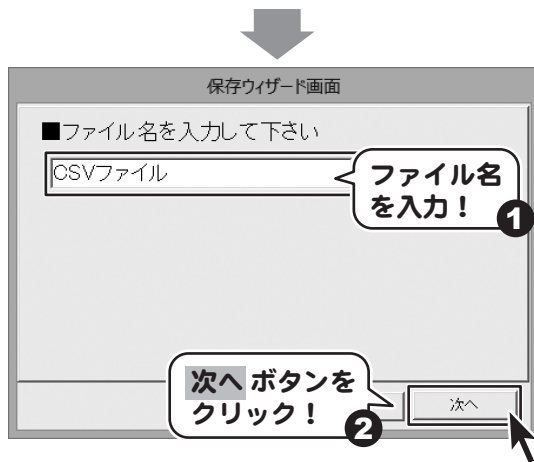 保存ウィザード画面
■ファイル名を入力して下さい
CSVファイル
ファイル名
を入力！
1
次へ ボタンを
クリック！
2
次へ